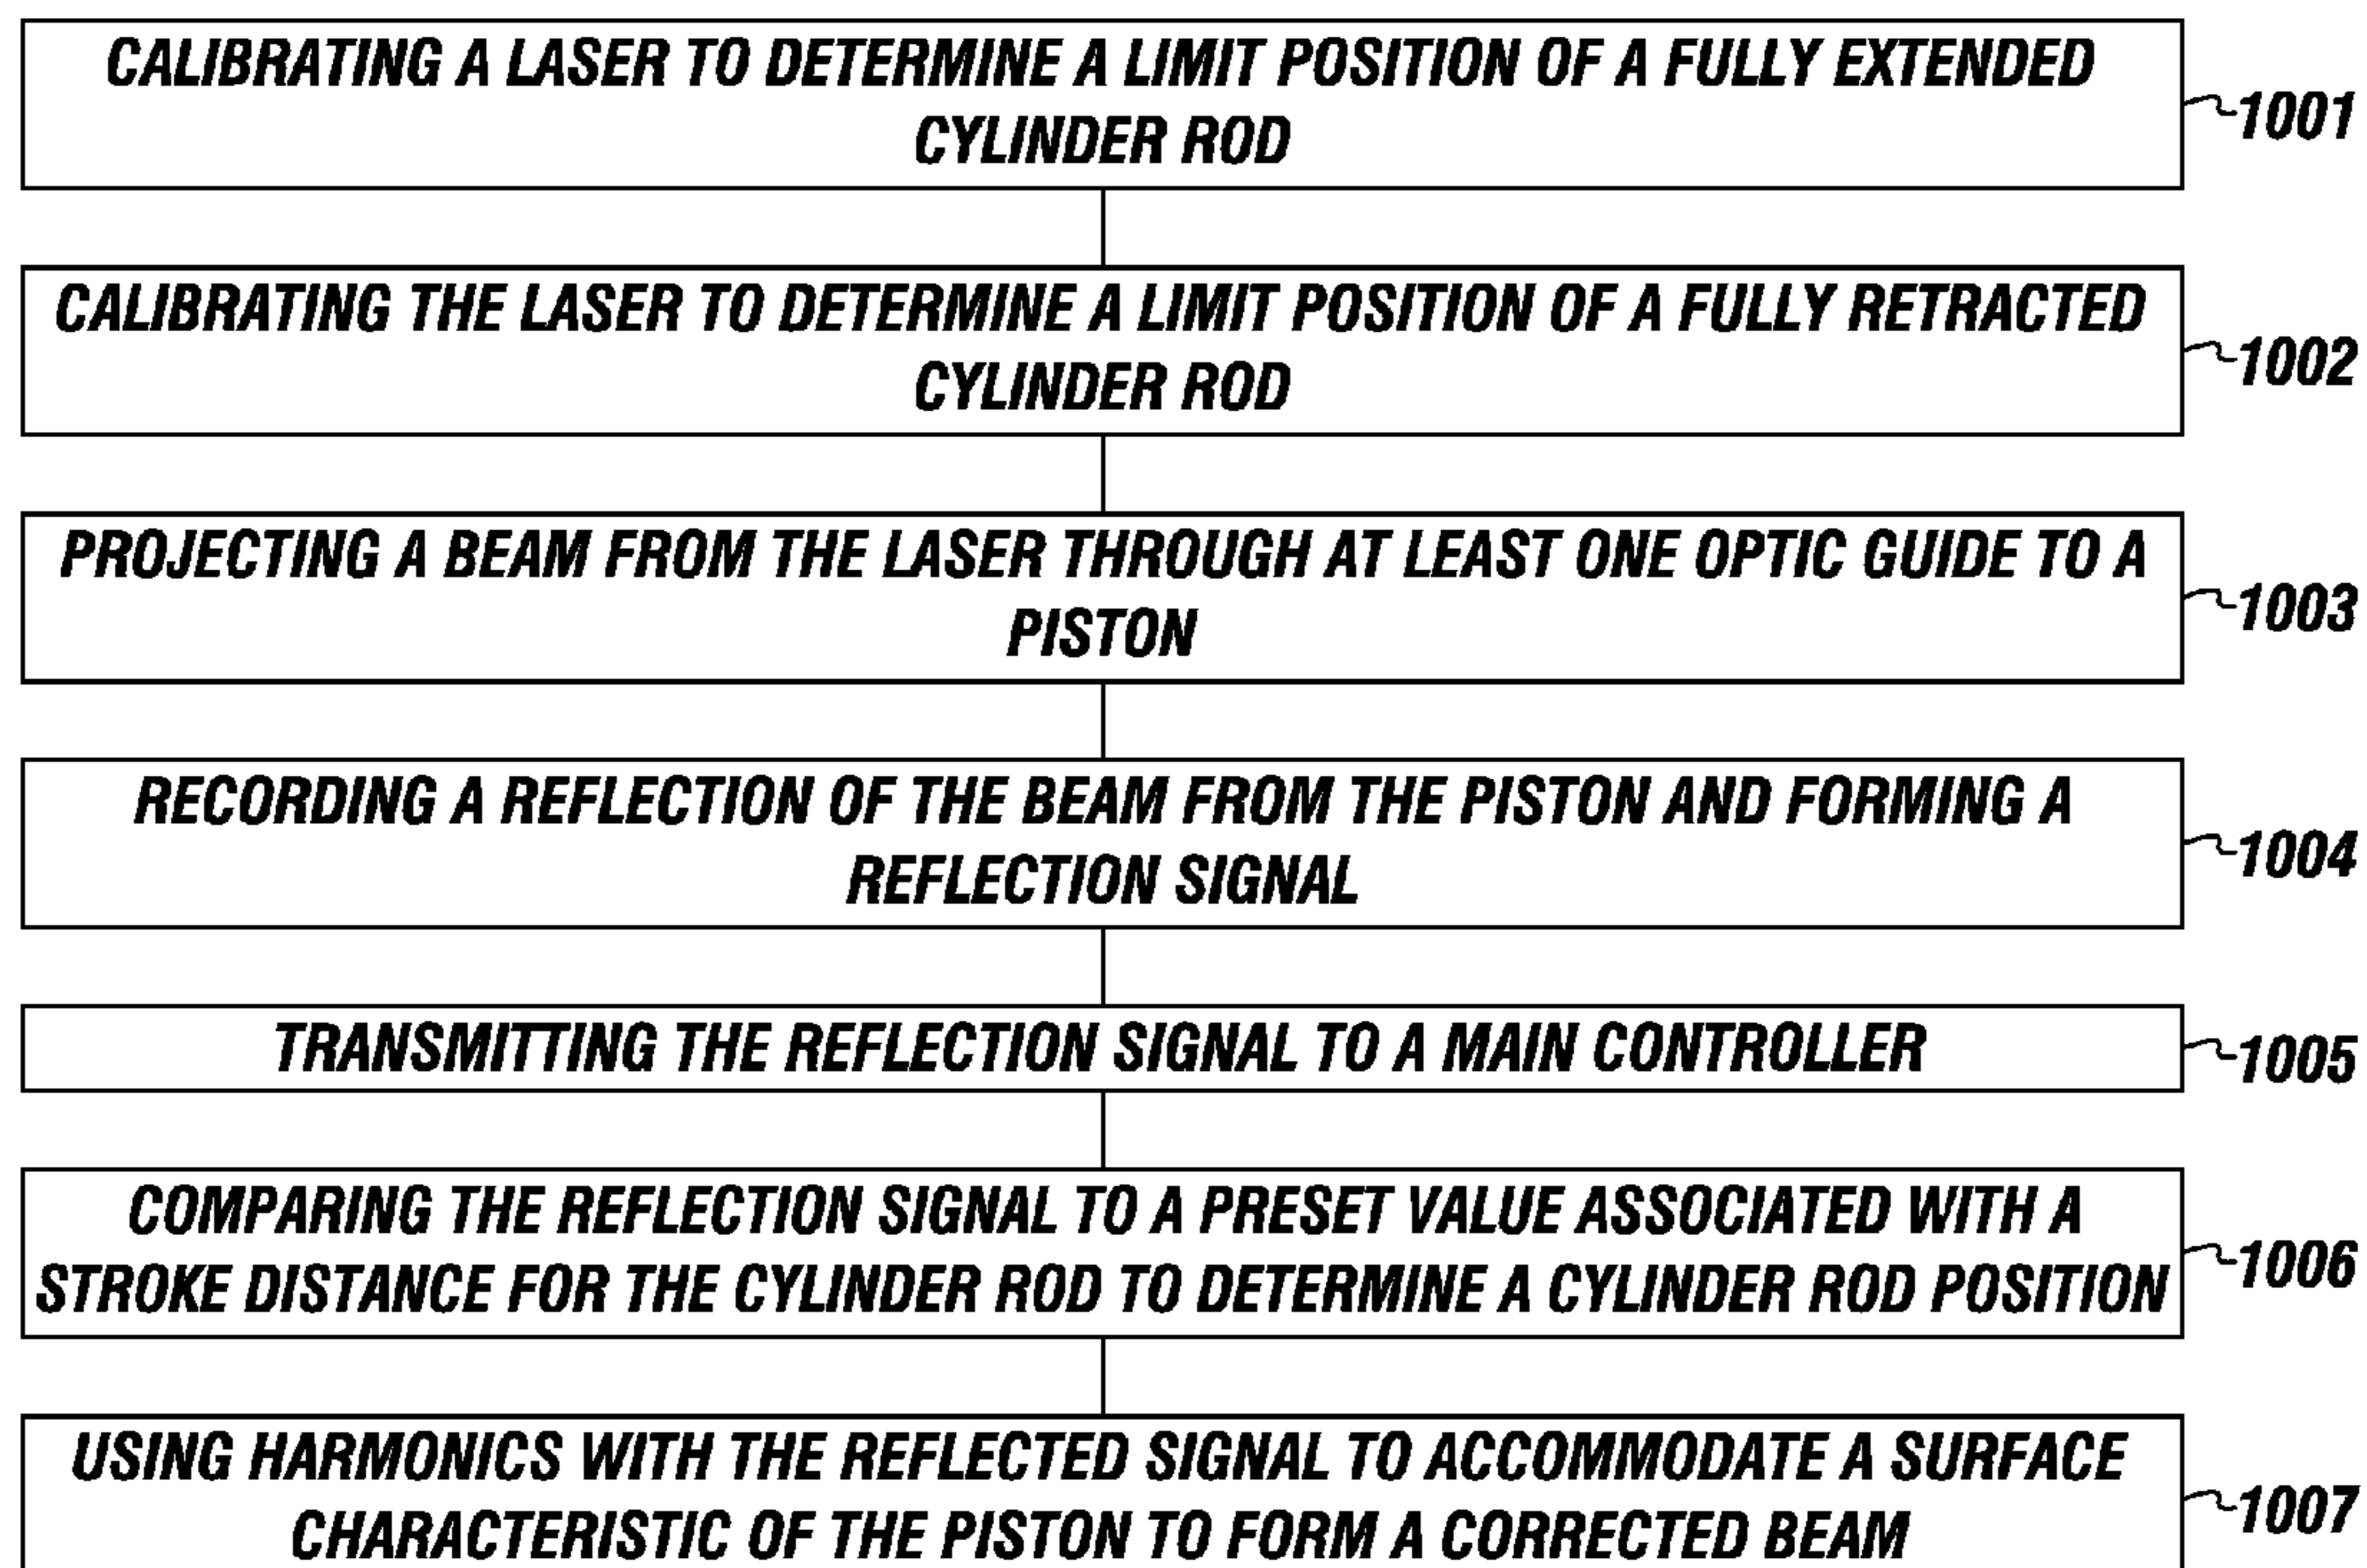 CALIBRATING A LASER TO DETERMINE A LIMIT POSITION OF A FULLY EXTENDED
CYLINDER ROD
1001
CALIBRATING THE LASER TO DETERMINE A LIMIT POSITION OF A FULLY RETRACTED
CYLINDER ROD
1002
PROJECTING A BEAM FROM THE LASER THROUGH AT LEAST ONE OPTIC GUIDE TO A
PISTON
1003
RECORDING A REFLECTION OF THE BEAM FROM THE PISTON AND FORMING A
REFLECTION SIGNAL
1004
TRANSMITTING THE REFLECTION SIGNAL TO A MAIN CONTROLLER
1005
COMPARING THE REFLECTION SIGNAL TO A PRESET VALUE ASSOCIATED WITH A
STROKE DISTANCE FOR THE CYLINDER ROD TO DETERMINE A CYLINDER ROD POSITION
1006
USING HARMONICS WITH THE REFLECTED SIGNAL TO ACCOMMODATE A SURFACE
CHARACTERISTIC OF THE PISTON TO FORM A CORRECTED BEAM
1007